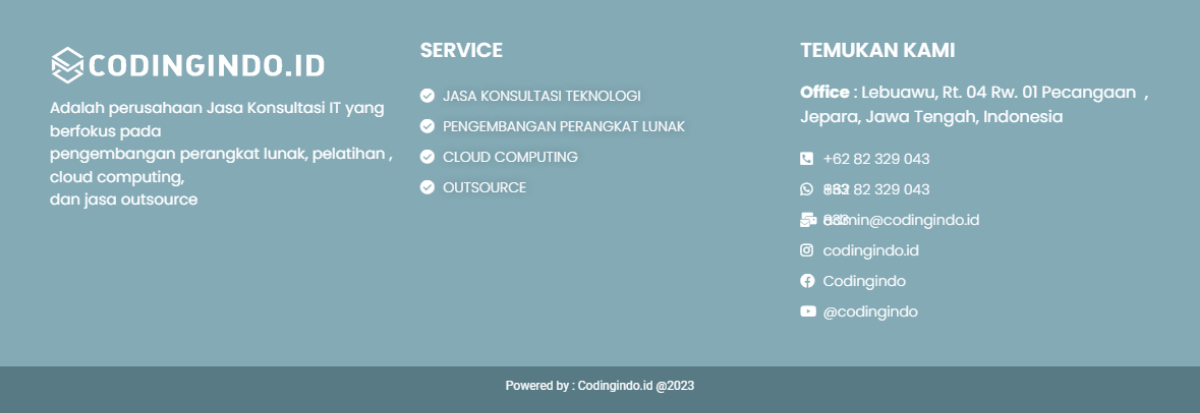 CODINGINDO.ID
Adalah perusahaan Jasa Konsultasi IT yang
berfokus pada
pengembangan perangkat lunak, pelatihan ,
cloud computing,
dan jasa outsource
SERVICE
JASA KONSULTASI TEKNOLOGI
PENGEMBANGAN PERANGKAT LUNAK
CLOUD COMPUTING
OUTSOURCE
TEMUKAN KAMI
Office : Lebuawu, Rt. 04 Rw. 01 Pecangaan ,
Jepara, Jawa Tengah, Indonesia
+62 82 329 043
82 329 043
admin@codingindo.id
codingindo.id
Codingindo
@codingindo
Powered by : Codingindo.id @2023